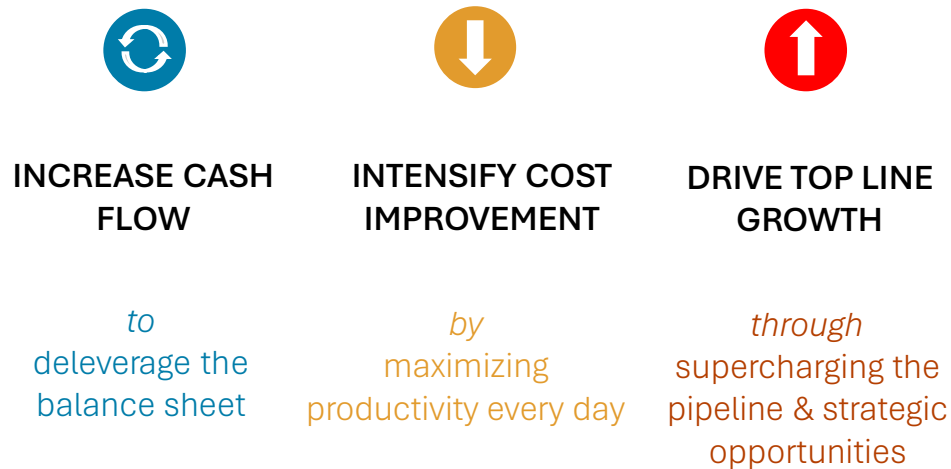 INCREASE CASH
FLOW
to
deleverage the
balance sheet
INTENSIFY COST
IMPROVEMENT
by
maximizing
productivity every day
DRIVE TOP LINE
GROWTH
through
supercharging the
pipeline & strategic
opportunities